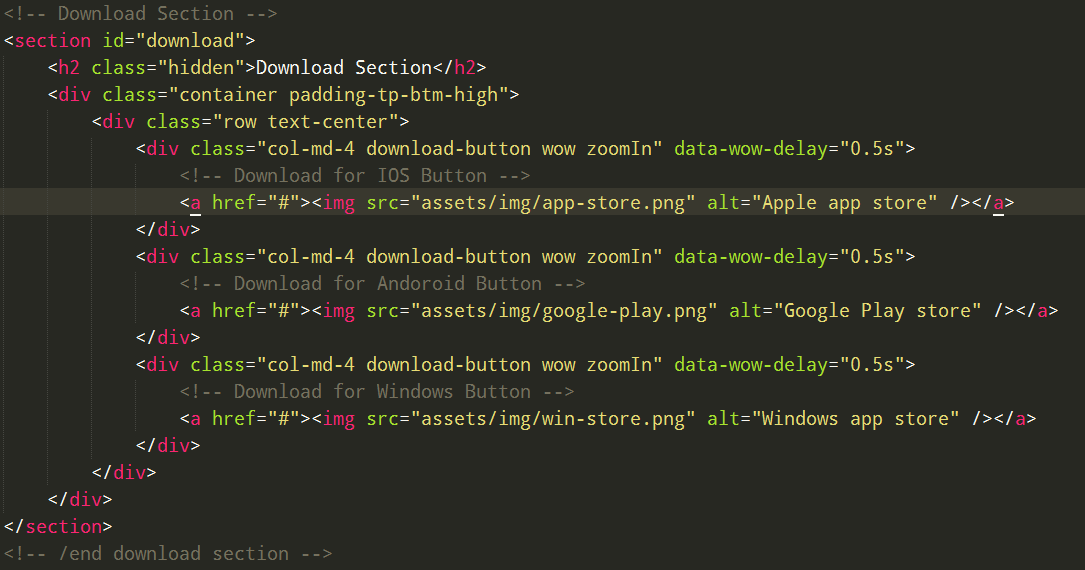 <!-- Download Section -->
<section id="download">
    <h2 class="hidden">Download Section</h2>
    <div class="container padding-tp-btm-high">
        <div class="row text-center">
            <div class="col-md-4 download-button wow zoomIn" data-wow-delay="0.5s">
                <!-- Download for IOS Button -->
                <a href="#"><img src="assets/img/app-store.png" alt="Apple app store" /></a>
            </div>
            <div class="col-md-4 download-button wow zoomIn" data-wow-delay="0.5s">
                <!-- Download for Andoroid Button -->
                <a href="#"><img src="assets/img/google-play.png" alt="Google Play store" /></a>
            </div>
            <div class="col-md-4 download-button wow zoomIn" data-wow-delay="0.5s">
                <!-- Download for Windows Button -->
                <a href="#"><img src="assets/img/win-store.png" alt="Windows app store" /></a>
            </div>
        </div>
    </div>
</section>
<!-- /end download section -->